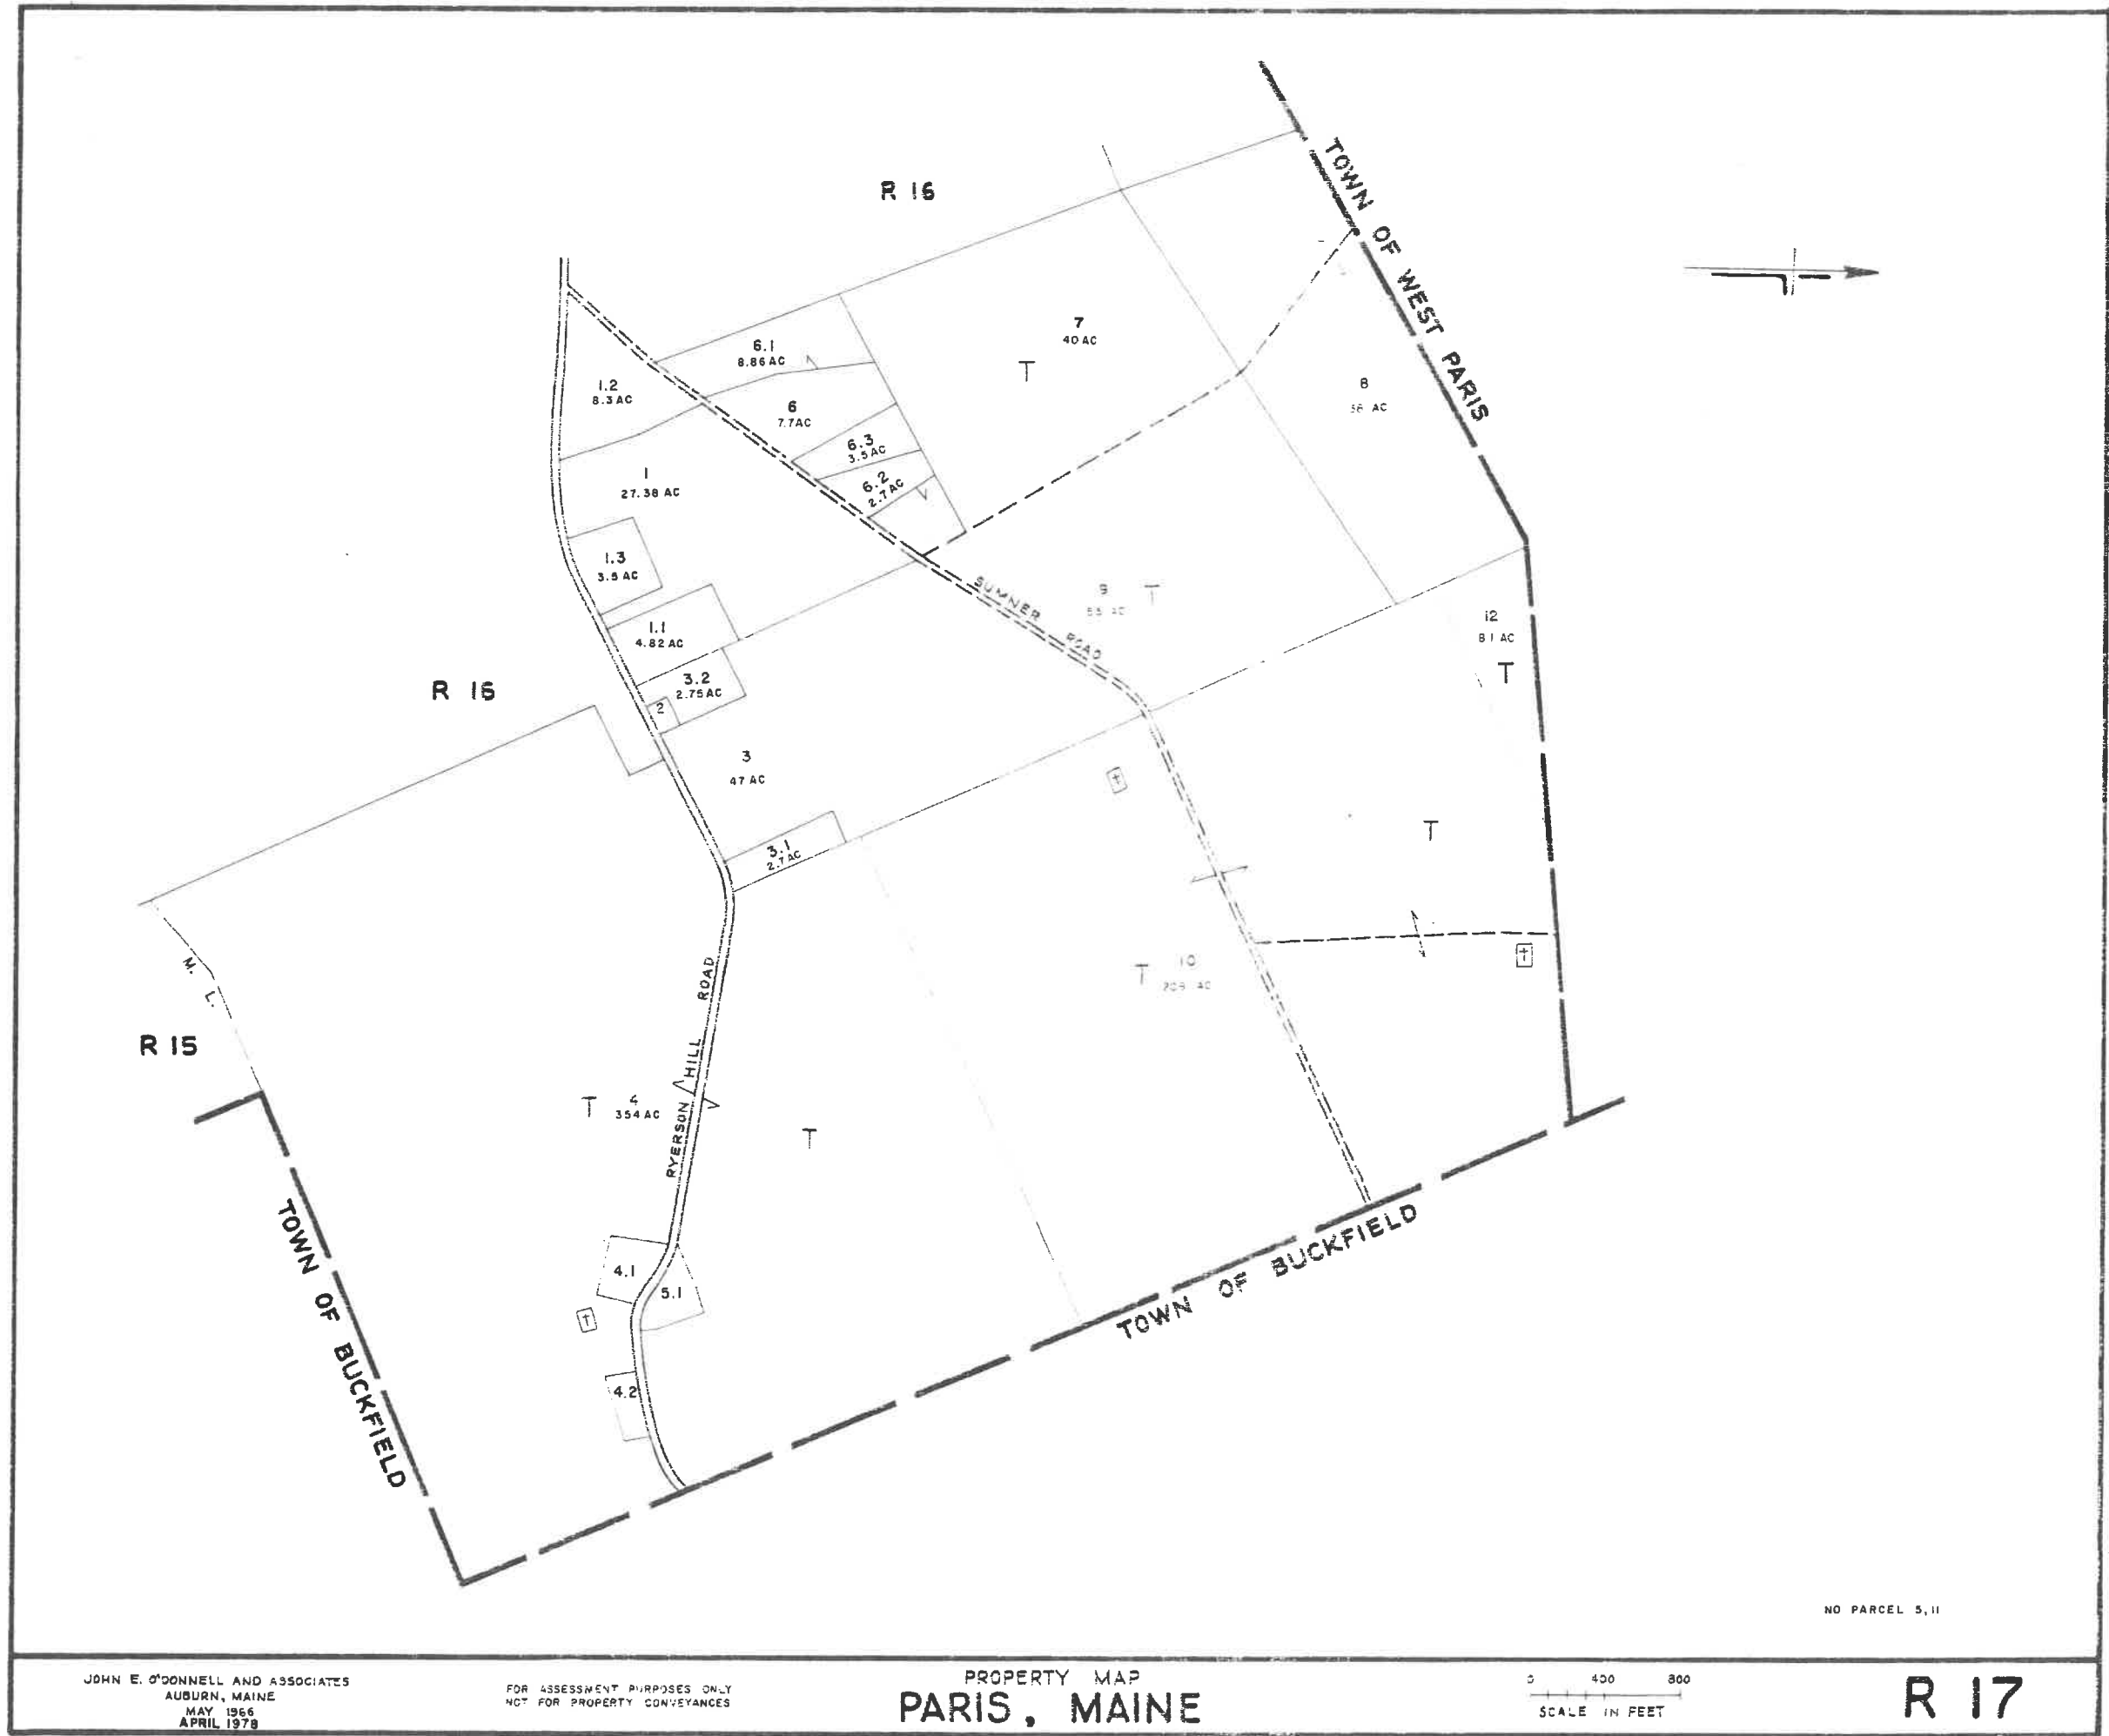 R 16
TOWN OF WEST PARIS
7
40 AC
T
6.1
8.86 AC
1.2
8.3 AC
6
7.7 AC
8
AC
6.3
3.5 AC
6.2
2.7 AC
1
27.38 AC
1.3
3.5 AC
SUMNER ROAD
9
AC
T
12
81 AC
T
1.1
4.82 AC
3.2
2.75 AC
2
R 16
3
47 AC
T
3.1
2.7 AC
M. L.
R 15
RYERSON HILL ROAD
T 10
AC
T 4
354 AC
T
4.1
5.1
4.2
TOWN OF BUCKFIELD
TOWN OF BUCKFIELD
NO PARCEL 5, 11
JOHN E. O'DONNELL AND ASSOCIATES
AUBURN, MAINE
MAY 1966
APRIL 1978
FOR ASSESSMENT PURPOSES ONLY
NOT FOR PROPERTY CONVEYANCES
PROPERTY MAP
PARIS, MAINE
0 400 800
SCALE IN FEET
R 17